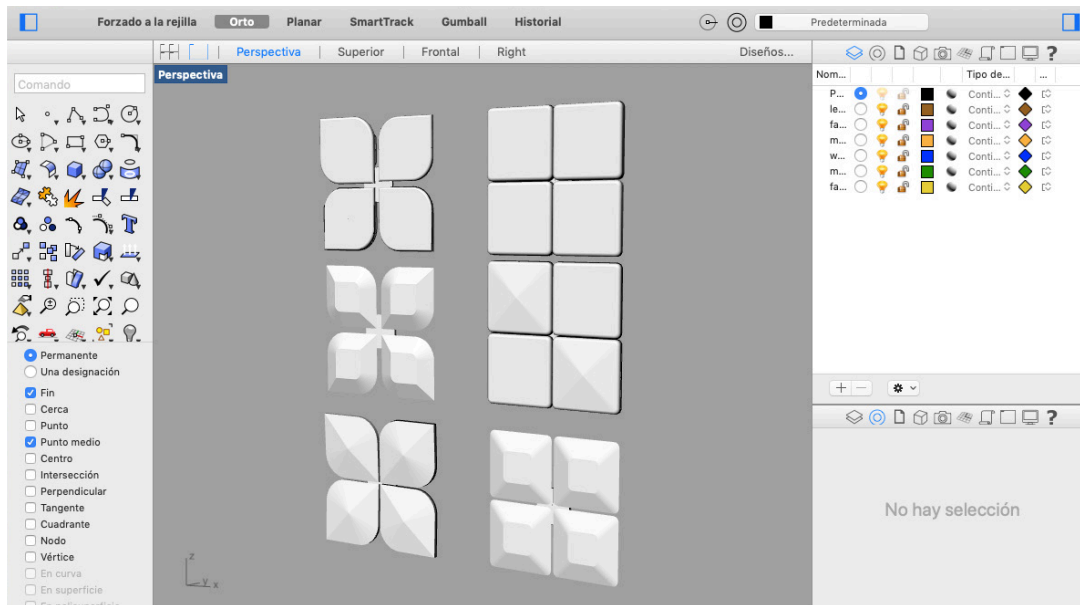 Forzado a la rejilla Orto Planar SmartTrack Gumball Historial Predeterminada
Perspectiva | Superior | Frontal | Right Diseños...
Perspectiva
Comando
Nom... Tipo de... ...
P... Conti...
le... Conti...
fa... Conti...
m... Conti...
w... Conti...
m... Conti...
fa... Conti...
Permanente
Una designación
Fin
Cerca
Punto
Punto medio
Centro
Intersección
Perpendicular
Tangente
Cuadrante
Nodo
Vértice
En curva
En superficie
No hay selección
z
y x